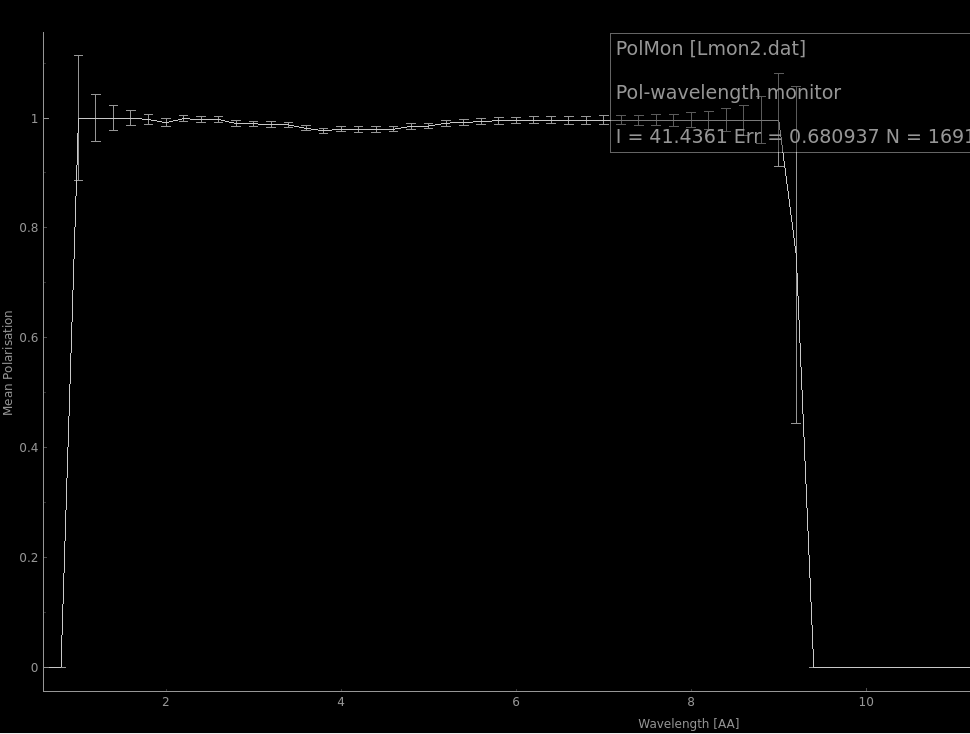 PolMon [Lmon2.dat]
Pol-wavelength monitor
I = 41.4361 Err = 0.680937 N = 1691
1
0.8
0.6
0.4
0.2
0
Mean Polarisation
2 4 6 8 10
Wavelength [AA]